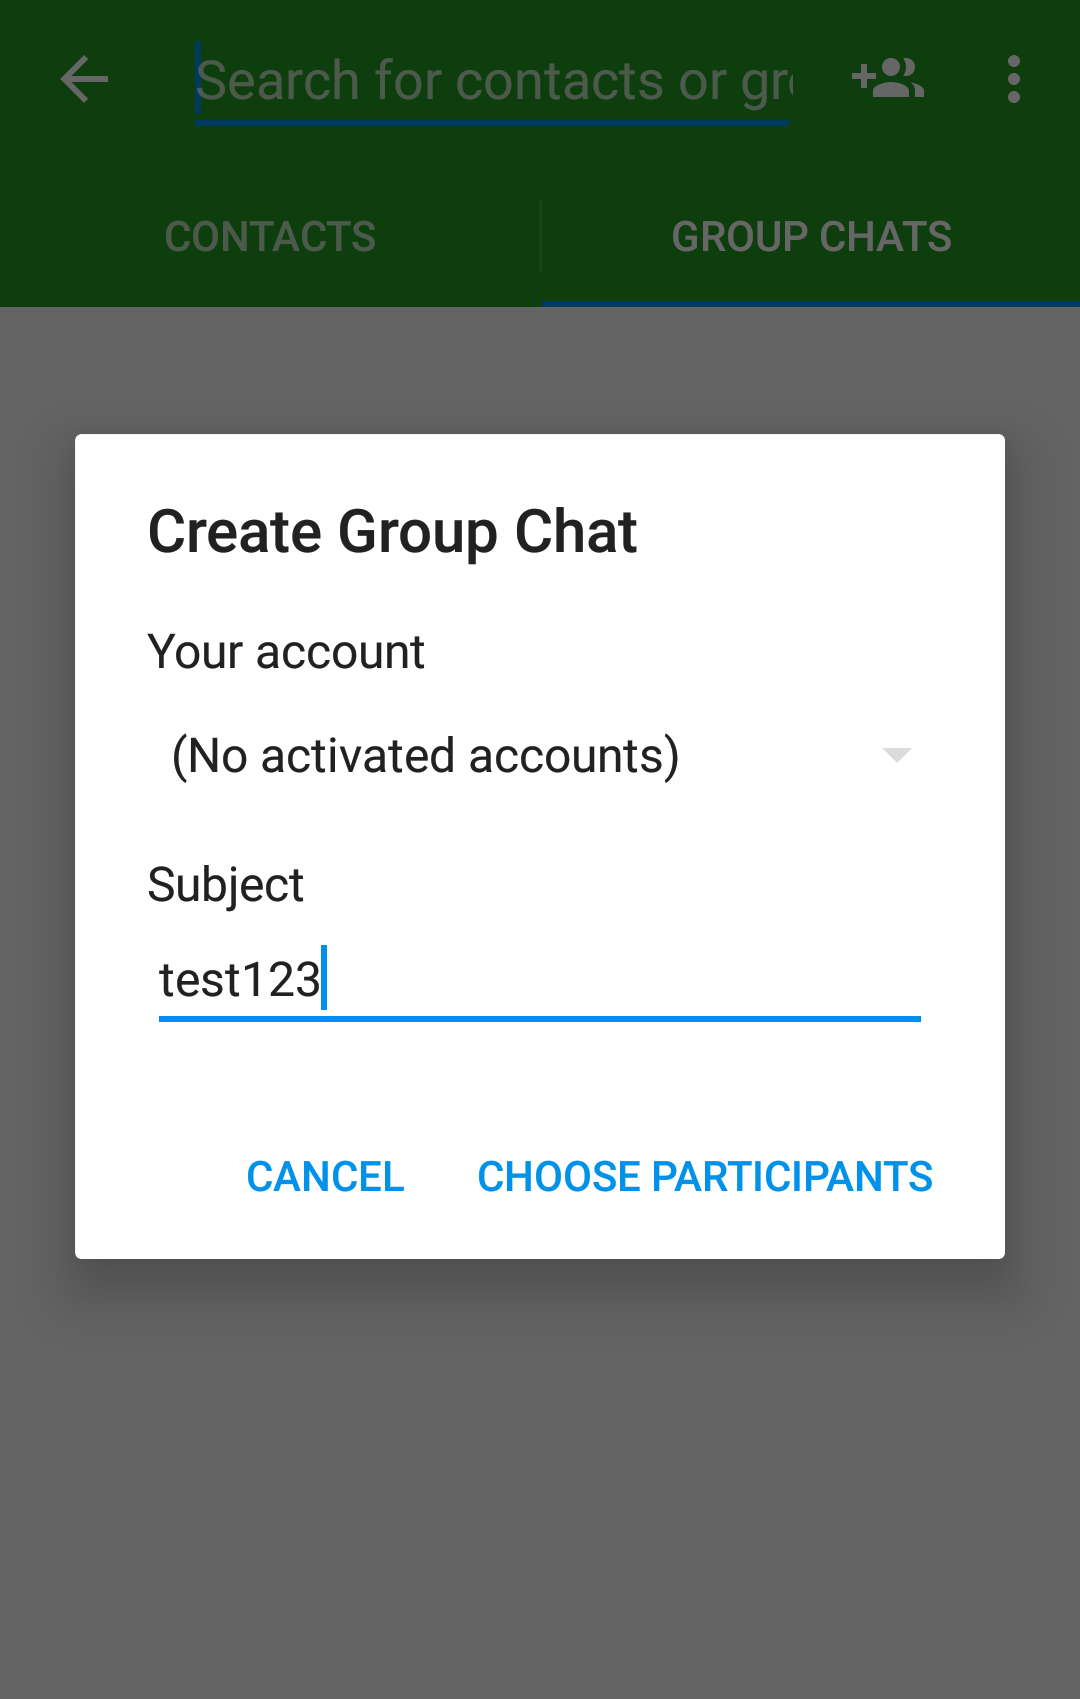 Search for contacts or gr
CONTACTS
GROUP CHATS
Create Group Chat
Your account
(No activated accounts)
Subject
test123
CANCEL
CHOOSE PARTICIPANTS